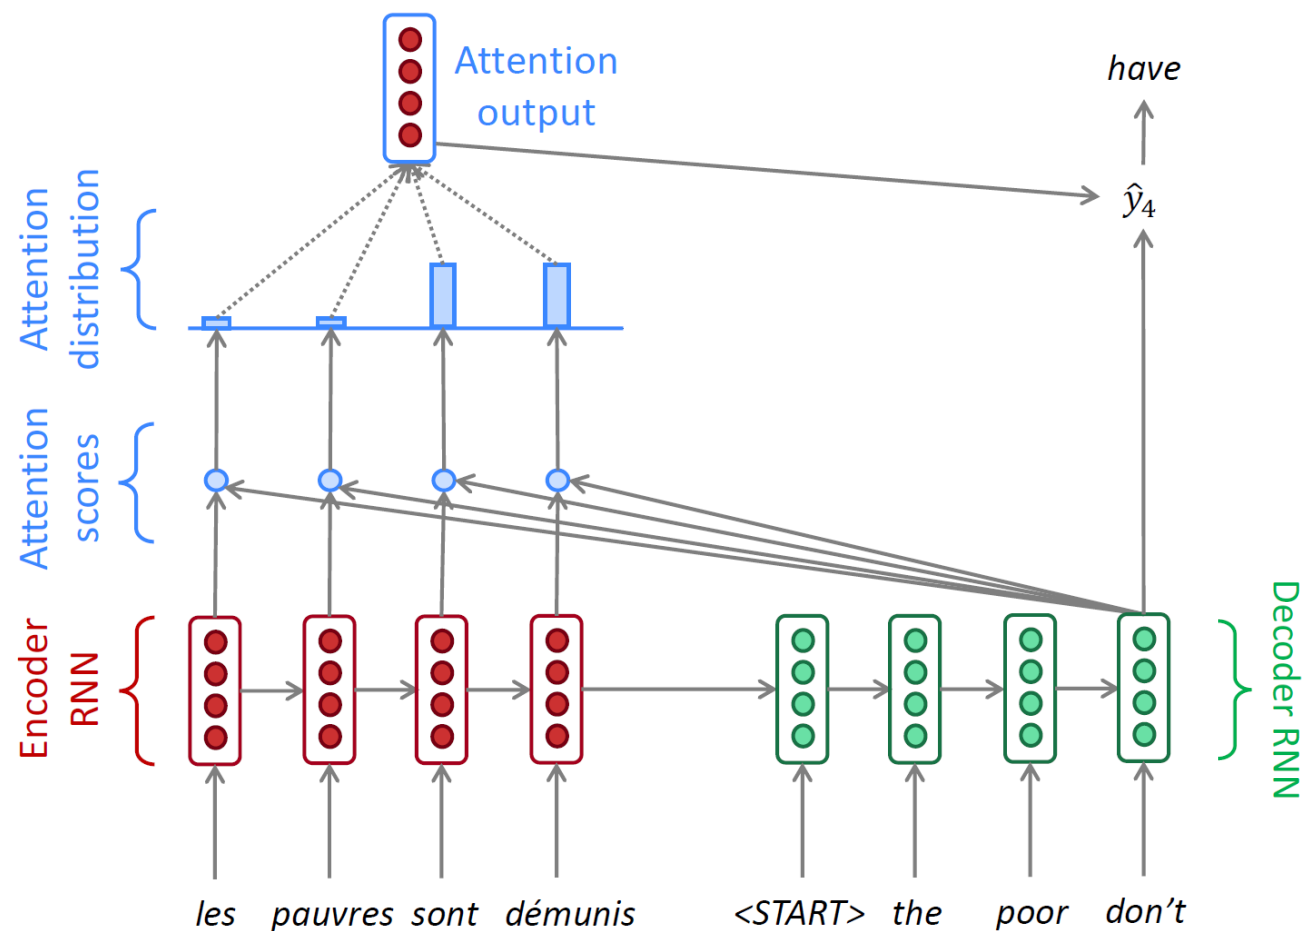 Attention
output
have
ŷ₄
Attention
distribution
Attention
scores
Encoder
RNN
Decoder RNN
les pauvres sont démunis <START> the poor don't